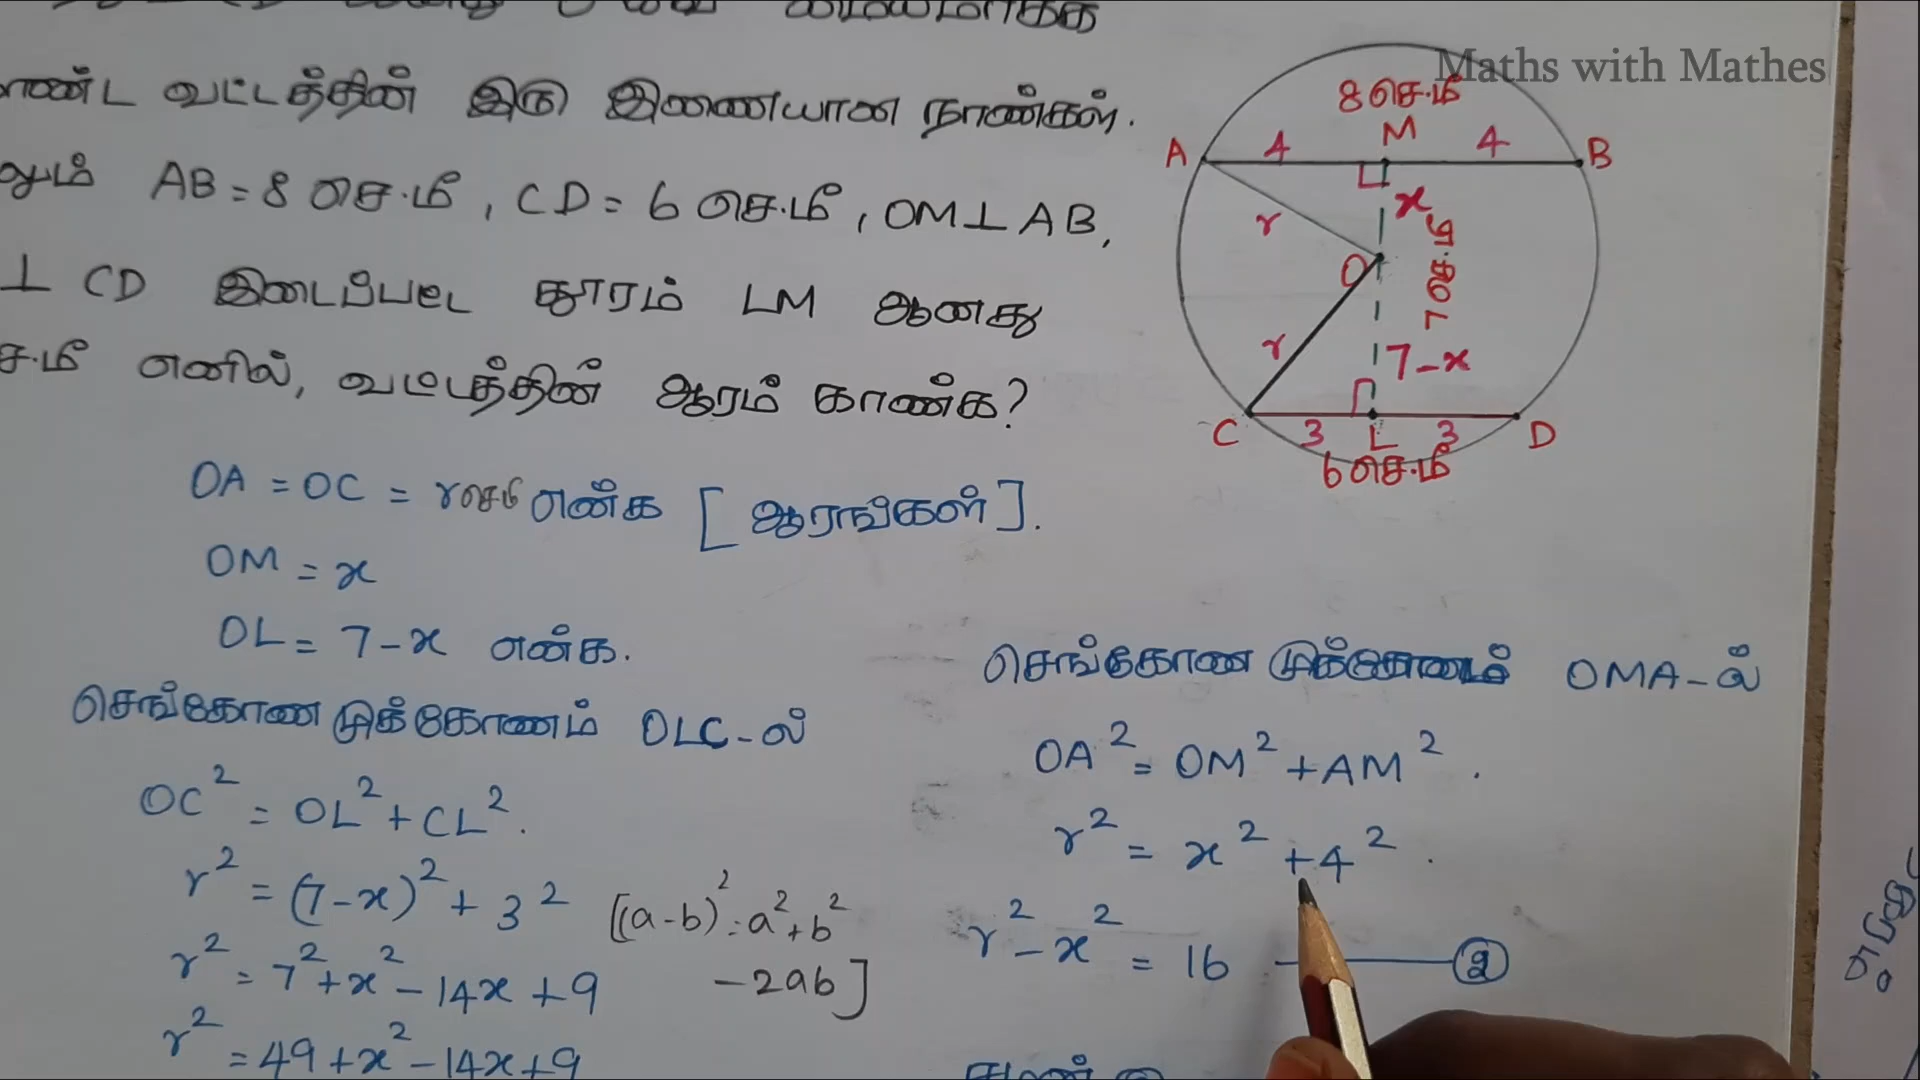 மையமாகக்
வட்டத்தின் இரு இணையான நாண்கள்.
AB = 8 செ.மீ, CD = 6 செ.மீ, OM⊥AB,
⊥ CD இடைப்பட்ட தூரம் LM ஆனது
எனில், வட்டத்தின் ஆரம் காண்க?
Maths with Mathes
8 செ.மீ
A 4 M 4 B
x
r
O
7 செ.மீ
r
7-x
C 3 L 3 D
6 செ.மீ
OA = OC = r செமீ என்க [ஆரங்கள்].
OM = x
OL = 7-x என்க.
செங்கோண முக்கோணம் OLC-ல்
OC² = OL² + CL².
r² = (7-x)² + 3² [(a-b)² = a² + b²
r² = 7² + x² - 14x + 9 - 2ab]
r² = 49 + x² - 14x + 9
செங்கோண முக்கோணம் OMA-ல்
OA² = OM² + AM².
r² = x² + 4².
r² - x² = 16 — ②